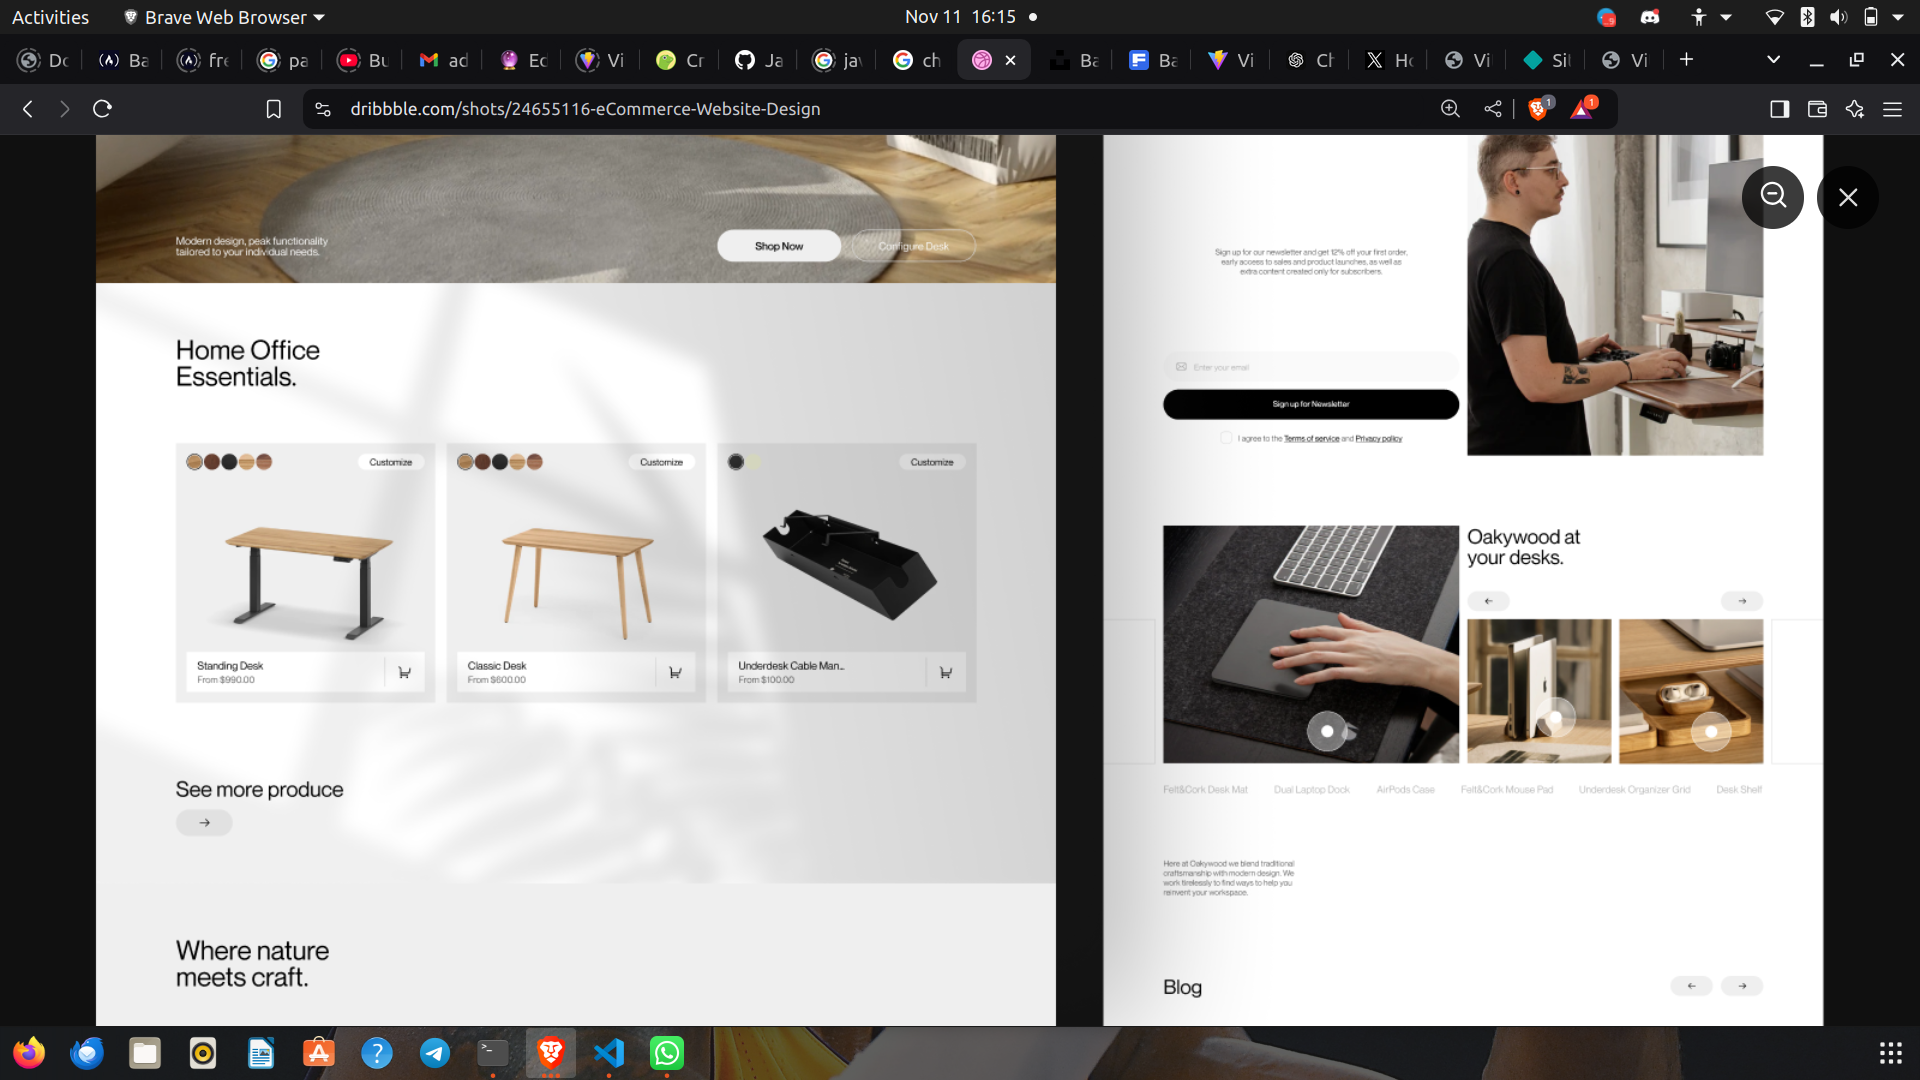 Activities
Brave Web Browser
Nov 11 16:15
Dc
Ba
fre
pa
Bu
ad
Ed
Vi
Cr
Ja
jav
ch
Ba
Ba
Vi
Ch
Ho
Vi
Sit
Vi
dribbble.com/shots/24655116-eCommerce-Website-Design
1
1
Modern design, peak functionality
tailored to your individual needs.
Shop Now
Configure Desk
Home Office
Essentials.
Customize
Customize
Customize
Standing Desk
From $990.00
Classic Desk
From $600.00
Underdesk Cable Man...
From $100.00
See more produce
Where nature
meets craft.
Sign up for our newsletter and get 12% off your first order,
early access to sales and product launches, as well as
extra content created only for subscribers.
Enter your email
Sign up for Newsletter
I agree to the Terms of service and Privacy policy
Oakywood at
your desks.
Felt&Cork Desk Mat
Dual Laptop Dock
AirPods Case
Felt&Cork Mouse Pad
Underdesk Organizer Grid
Desk Shelf
Here at Oakywood we blend traditional
craftsmanship with modern design. We
work tirelessly to find ways to help you
reinvent your workspace.
Blog